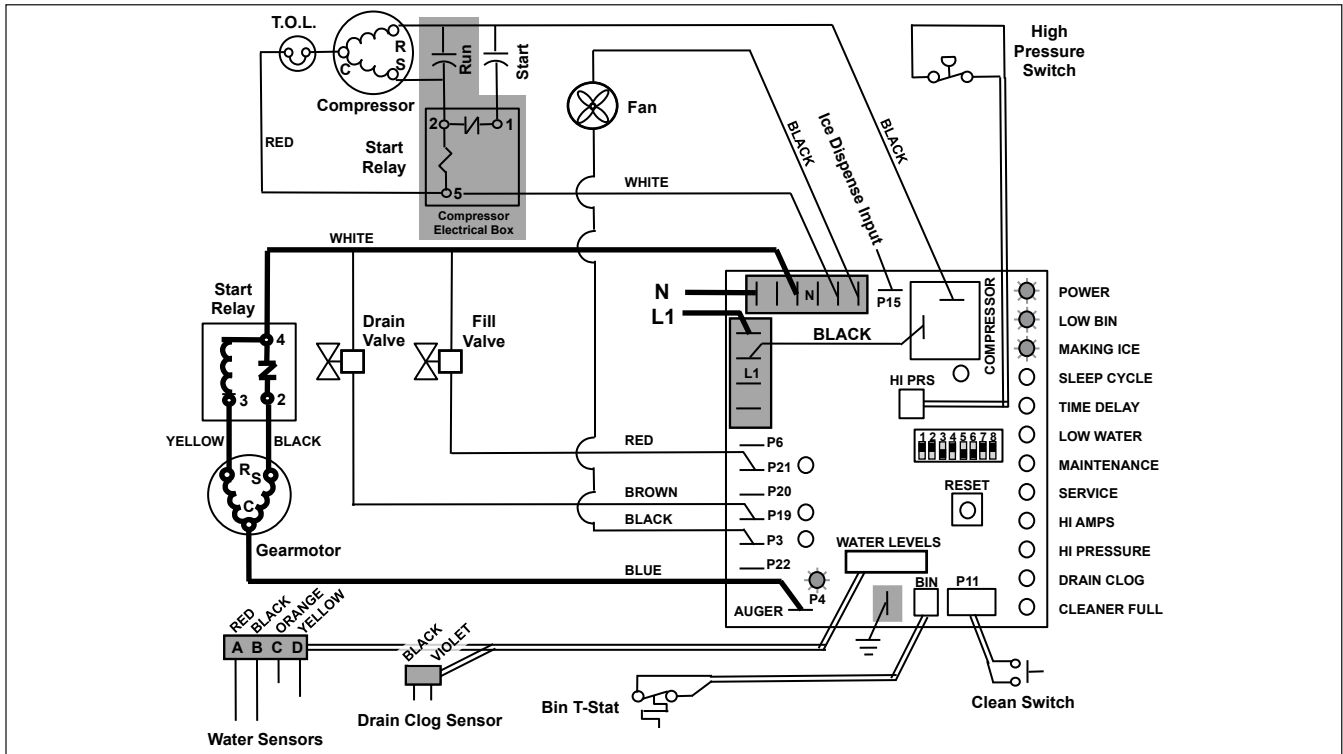 T.O.L.
R
S
C
Compressor
Run
Start
2
1
5
Start
Relay
Compressor
Electrical Box
RED
Fan
WHITE
BLACK
Ice Dispense Input
BLACK
High
Pressure
Switch
WHITE
Start
Relay
4
3
2
YELLOW
BLACK
R
S
C
Gearmotor
Drain
Valve
Fill
Valve
N
L1
N
P15
L1
BLACK
COMPRESSOR
HI PRS
1 2 3 4 5 6 7 8
RESET
RED
BROWN
BLACK
BLUE
P6
P21
P20
P19
P3
P22
P4
AUGER
WATER LEVELS
BIN
P11
POWER
LOW BIN
MAKING ICE
SLEEP CYCLE
TIME DELAY
LOW WATER
MAINTENANCE
SERVICE
HI AMPS
HI PRESSURE
DRAIN CLOG
CLEANER FULL
RED
BLACK
ORANGE
YELLOW
A B C D
Water Sensors
BLACK
VIOLET
Drain Clog Sensor
Bin T-Stat
Clean Switch